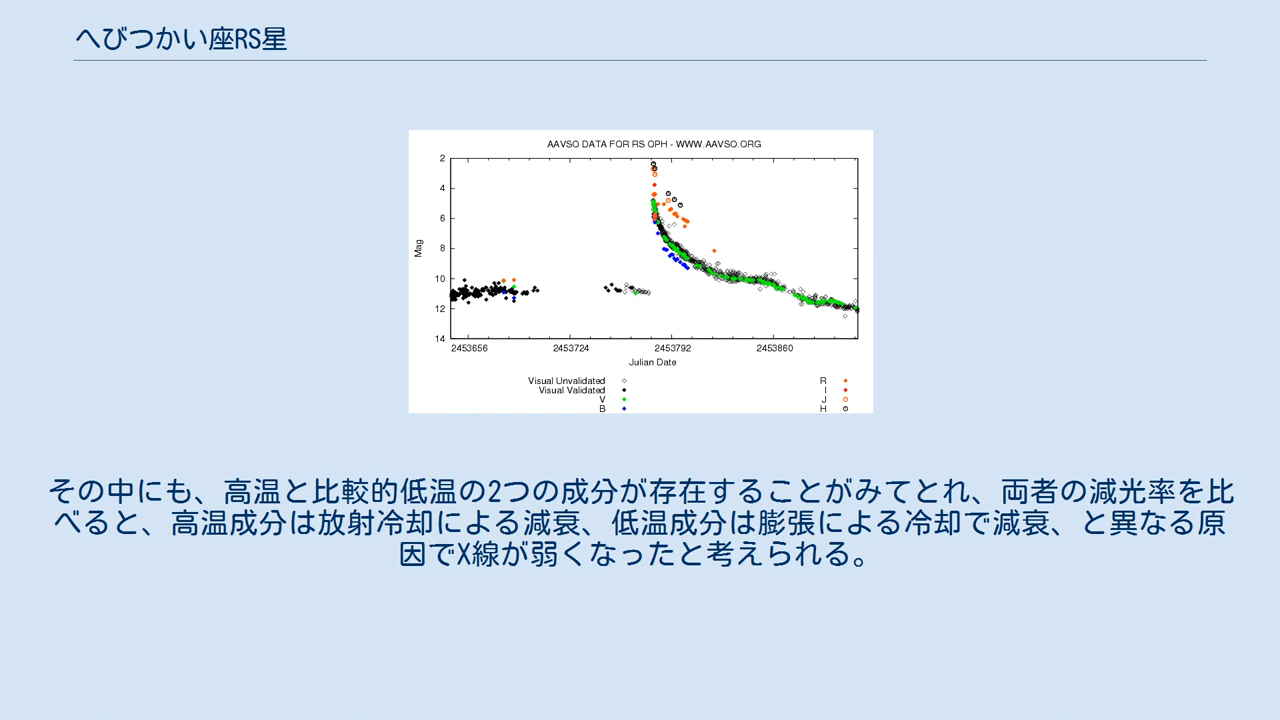 へびつかい座RS星
AAVSO DATA FOR RS OPH - WWW.AAVSO.ORG
2
4
6
8
10
12
14
Mag
2453656 2453724 2453792 2453860
Julian Date
Visual Unvalidated
Visual Validated
V
B
R
I
J
H
その中にも、高温と比較的低温の2つの成分が存在することがみてとれ、両者の減光率を比
べると、高温成分は放射冷却による減衰、低温成分は膨張による冷却で減衰、と異なる原
因でX線が弱くなったと考えられる。